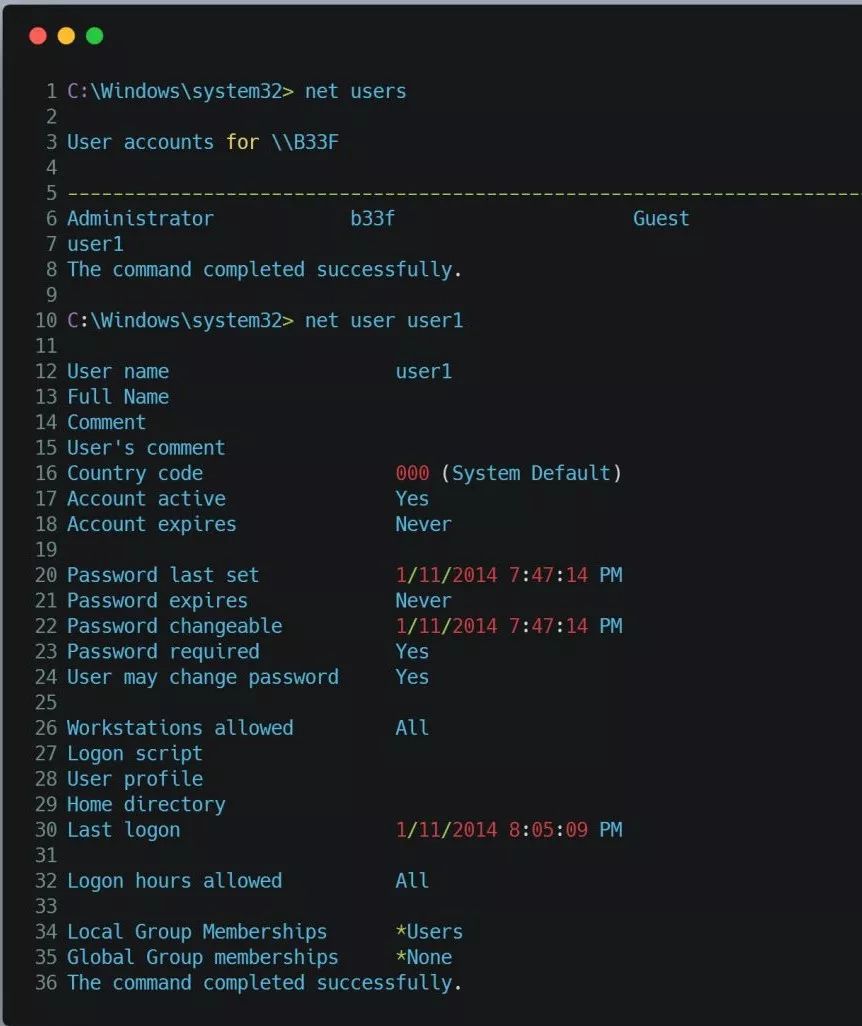 1 C:\Windows\system32> net users
2
3 User accounts for \\B33F
4
5 ----------------------------------------------------------------------
6 Administrator            b33f                     Guest
7 user1
8 The command completed successfully.
9
10 C:\Windows\system32> net user user1
11
12 User name                    user1
13 Full Name
14 Comment
15 User's comment
16 Country code                 000 (System Default)
17 Account active               Yes
18 Account expires              Never
19
20 Password last set            1/11/2014 7:47:14 PM
21 Password expires             Never
22 Password changeable          1/11/2014 7:47:14 PM
23 Password required            Yes
24 User may change password     Yes
25
26 Workstations allowed         All
27 Logon script
28 User profile
29 Home directory
30 Last logon                   1/11/2014 8:05:09 PM
31
32 Logon hours allowed          All
33
34 Local Group Memberships      *Users
35 Global Group memberships     *None
36 The command completed successfully.